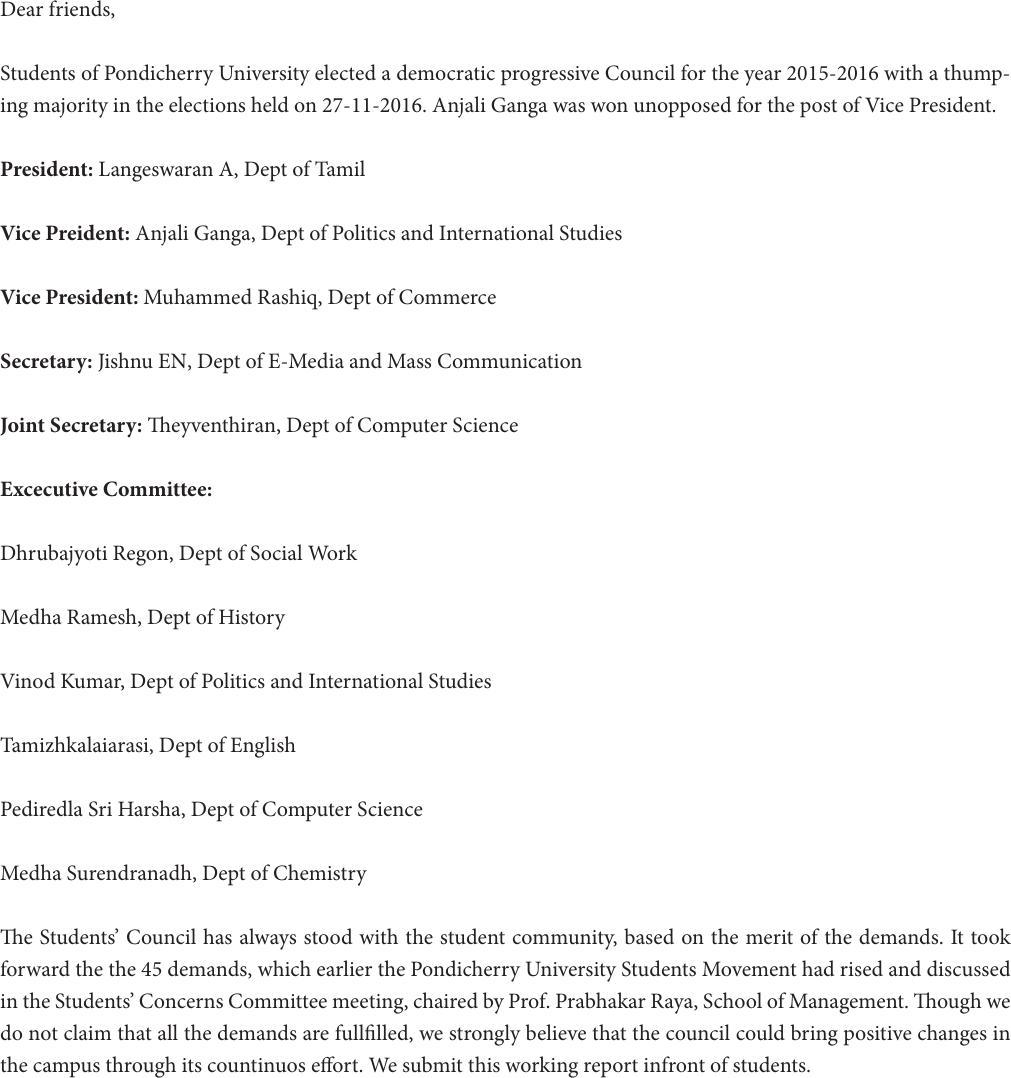 Dear friends,
Students of Pondicherry University elected a democratic progressive Council for the year 2015-2016 with a thump-
ing majority in the elections held on 27-11-2016. Anjali Ganga was won unopposed for the post of Vice President.
President: Langeswaran A, Dept of Tamil
Vice Preident: Anjali Ganga, Dept of Politics and International Studies
Vice President: Muhammed Rashiq, Dept of Commerce
Secretary: Jishnu EN, Dept of E-Media and Mass Communication
Joint Secretary: Theyventhiran, Dept of Computer Science
Excecutive Committee:
Dhrubajyoti Regon, Dept of Social Work
Medha Ramesh, Dept of History
Vinod Kumar, Dept of Politics and International Studies
Tamizhkalaiarasi, Dept of English
Pediredla Sri Harsha, Dept of Computer Science
Medha Surendranadh, Dept of Chemistry
The Students’ Council has always stood with the student community, based on the merit of the demands. It took
forward the the 45 demands, which earlier the Pondicherry University Students Movement had rised and discussed
in the Students’ Concerns Committee meeting, chaired by Prof. Prabhakar Raya, School of Management. Though we
do not claim that all the demands are fullfilled, we strongly believe that the council could bring positive changes in
the campus through its countinuos effort. We submit this working report infront of students.